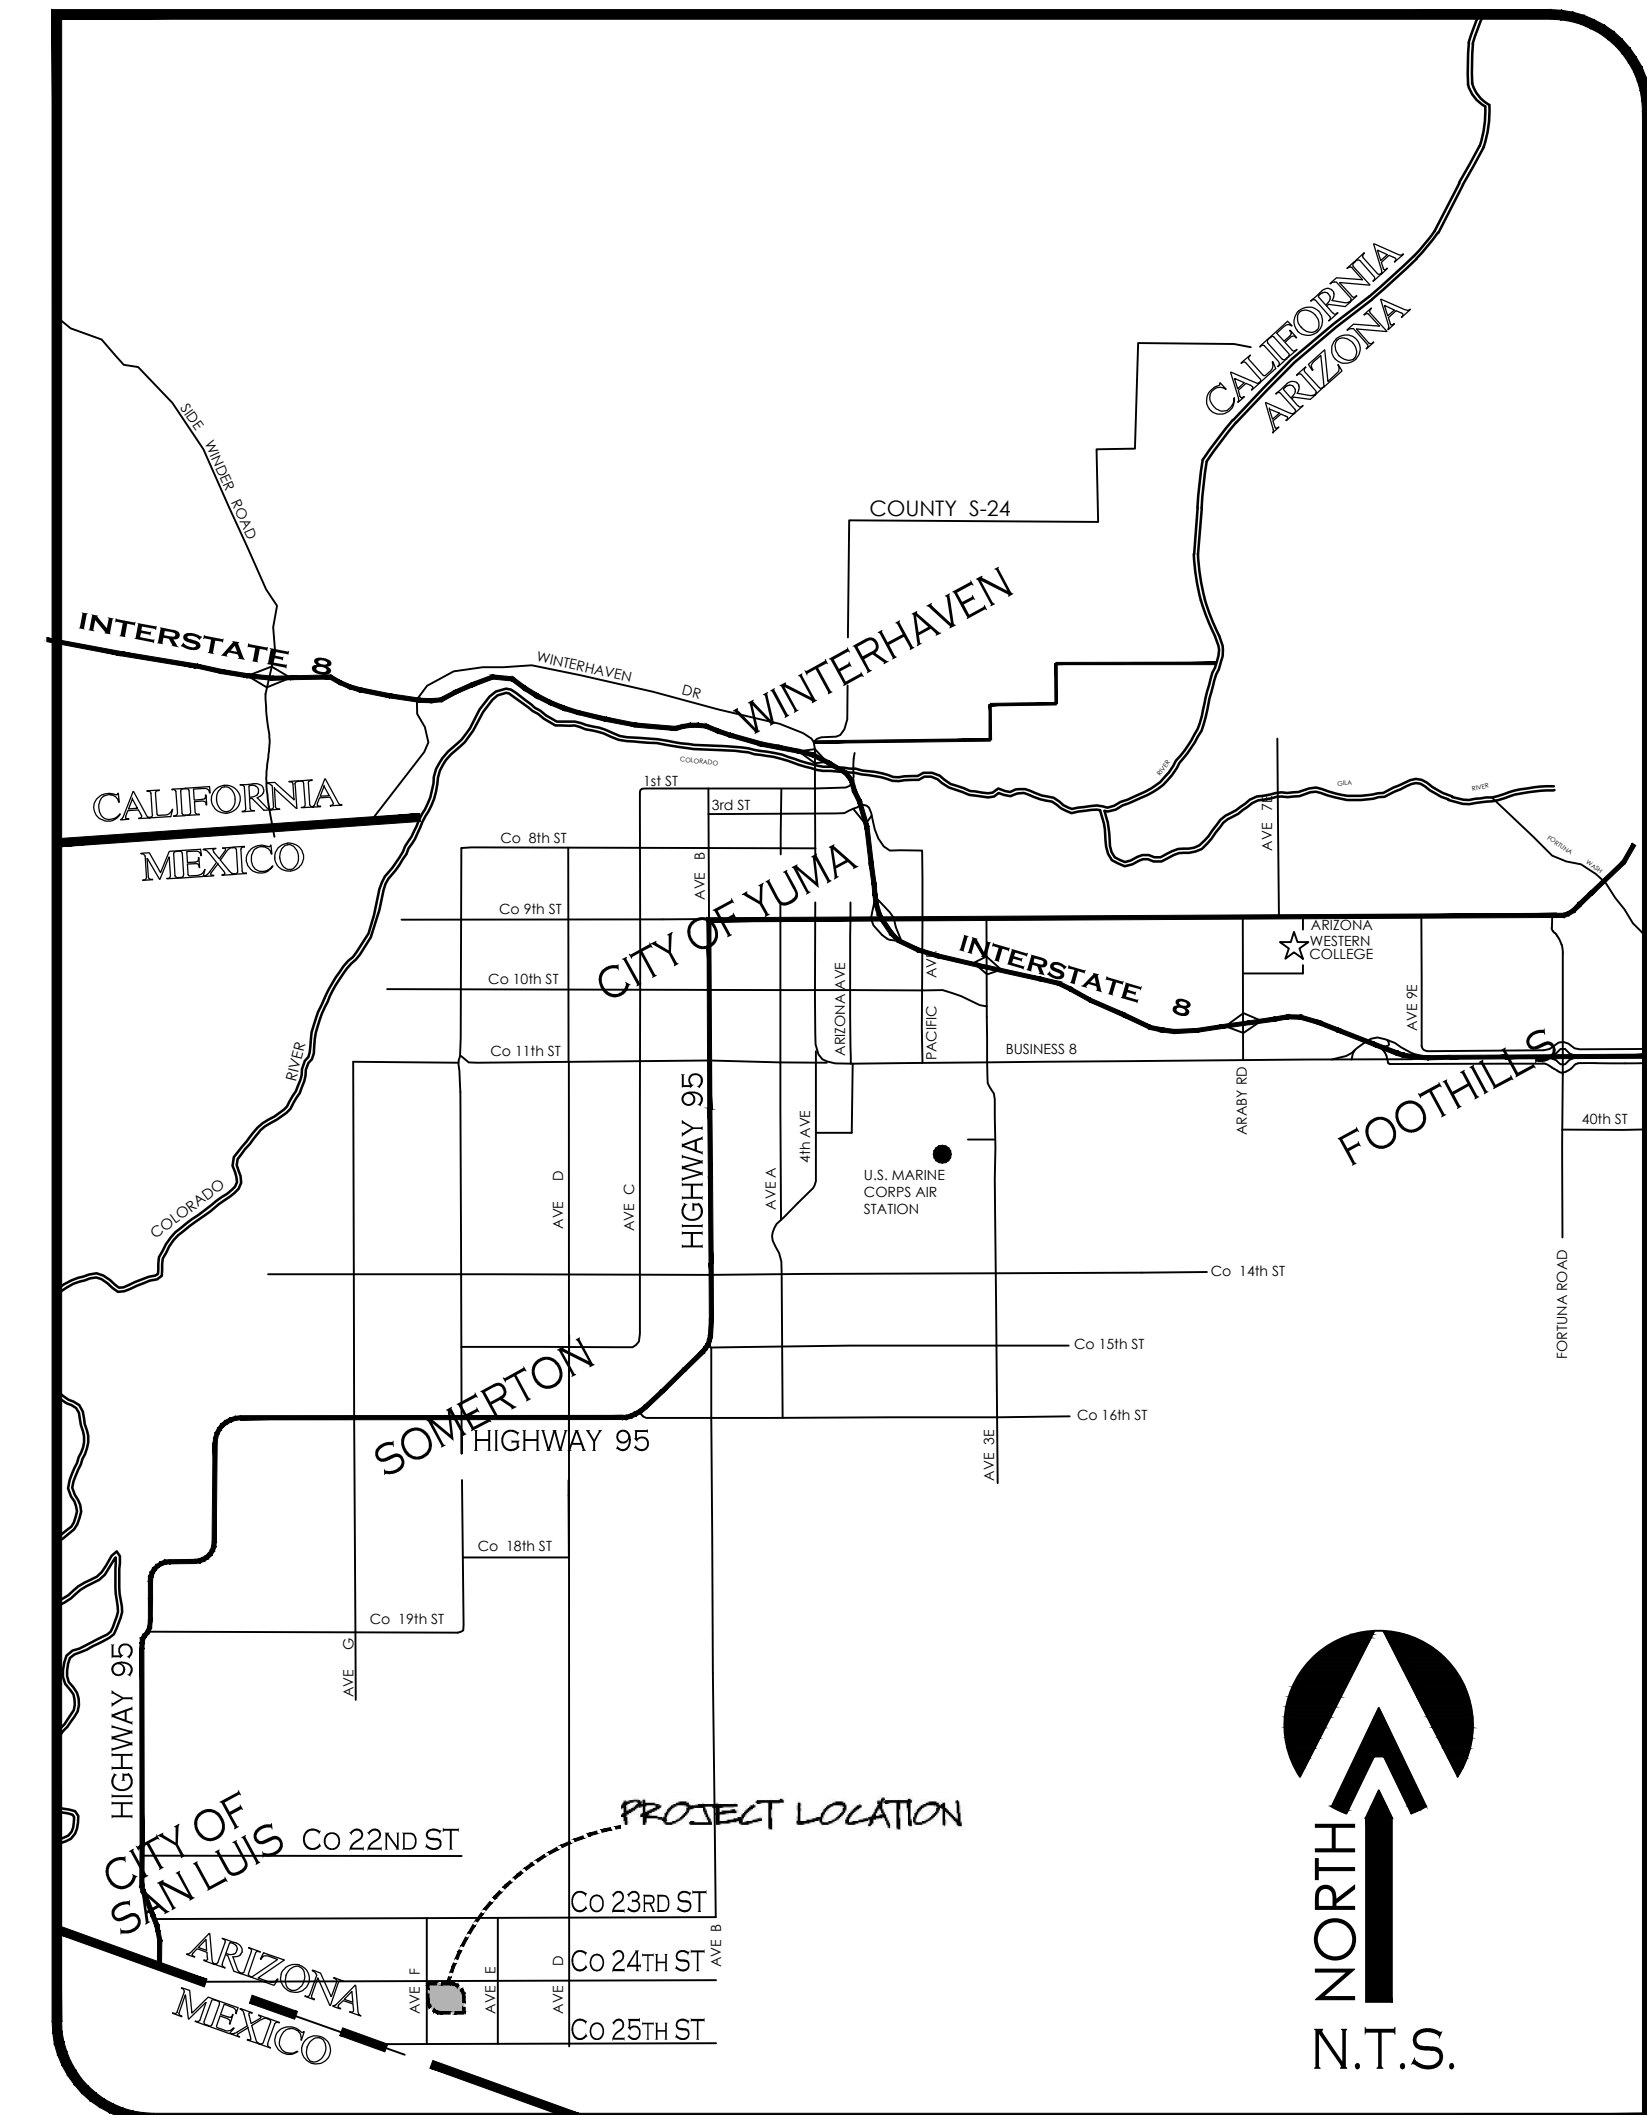 CALIFORNIA
ARIZONA
SIDE WINDER ROAD
COUNTY S-24
INTERSTATE 8
WINTERHAVEN DR
WINTERHAVEN
COLORADO
RIVER
GILA
RIVER
CALIFORNIA
MEXICO
1st ST
3rd ST
AVE 7E
Co 8th ST
AVE B
CITY OF YUMA
FORTUNA WASH
Co 9th ST
ARIZONA
WESTERN
COLLEGE
INTERSTATE 8
Co 10th ST
ARIZONA AVE
PACIFIC AVE
AVE 9E
Co 11th ST
BUSINESS 8
FOOTHILLS
RIVER
COLORADO
HIGHWAY 95
4th ATE
ARABY RD
40th ST
AVE D
AVE C
AVE A
U.S. MARINE
CORPS AIR
STATION
Co 14th ST
FORTUNA ROAD
Co 15th ST
SOMERTON
HIGHWAY 95
Co 16th ST
AVE 3E
Co 18th ST
Co 19th ST
AVE G
HIGHWAY 95
PROJECT LOCATION
CITY OF
SAN LUIS
Co 22ND ST
Co 23RD ST
AVE B
Co 24TH ST
ARIZONA
MEXICO
AVE F
AVE E
AVE D
Co 25TH ST
NORTH
N.T.S.